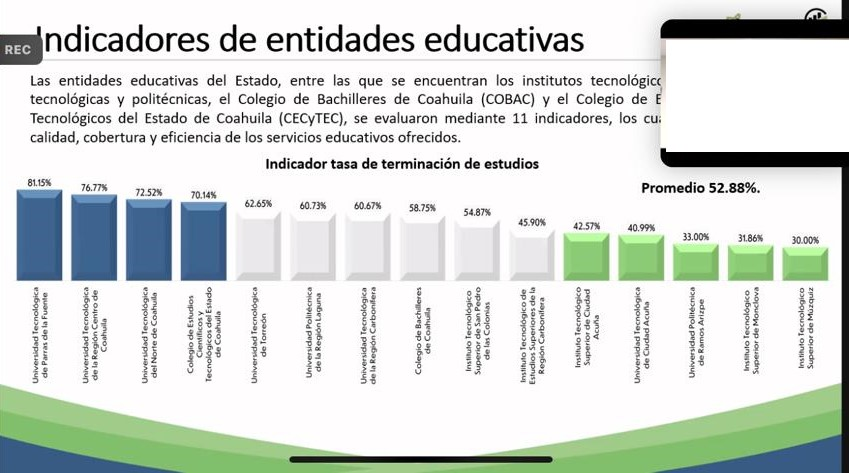 REC
Indicadores de entidades educativas
Las entidades educativas del Estado, entre las que se encuentran los institutos
tecnológicas y politécnicas, el Colegio de Bachilleres de Coahuila (COBAC) y el Colegio de
Tecnológicos del Estado de Coahuila (CECyTEC), se evaluaron mediante 11 indicadores, los
calidad, cobertura y eficiencia de los servicios educativos ofrecidos.
Indicador tasa de terminación de estudios
Promedio 52.88%.
81.15%
76.77%
72.52%
70.14%
62.65%
60.73%
60.67%
58.75%
54.87%
45.90%
42.57%
40.99%
33.00%
31.86%
30.00%
Universidad Tecnológica
de Parras de la Fuente
Universidad Tecnológica
de la Región Centro de
Coahuila
Universidad Tecnológica
del Norte de Coahuila
Colegio de Estudios
Científicos y
Tecnológicos del Estado
de Coahuila
Universidad Tecnológica
de Torreón
Universidad Politécnica
de la Región Laguna
Universidad Tecnológica
de la Región Carbonífera
Colegio de Bachilleres
de Coahuila
Instituto Tecnológico
Superior de San Pedro
de las Colonias
Instituto Tecnológico de
Estudios Superiores de la
Región Carbonífera
Instituto Tecnológico
Superior de Ciudad
Acuña
Universidad Tecnológica
de Ciudad Acuña
Universidad Politécnica
de Ramos Arizpe
Instituto Tecnológico
Superior de Monclova
Instituto Tecnológico
Superior de Múzquiz